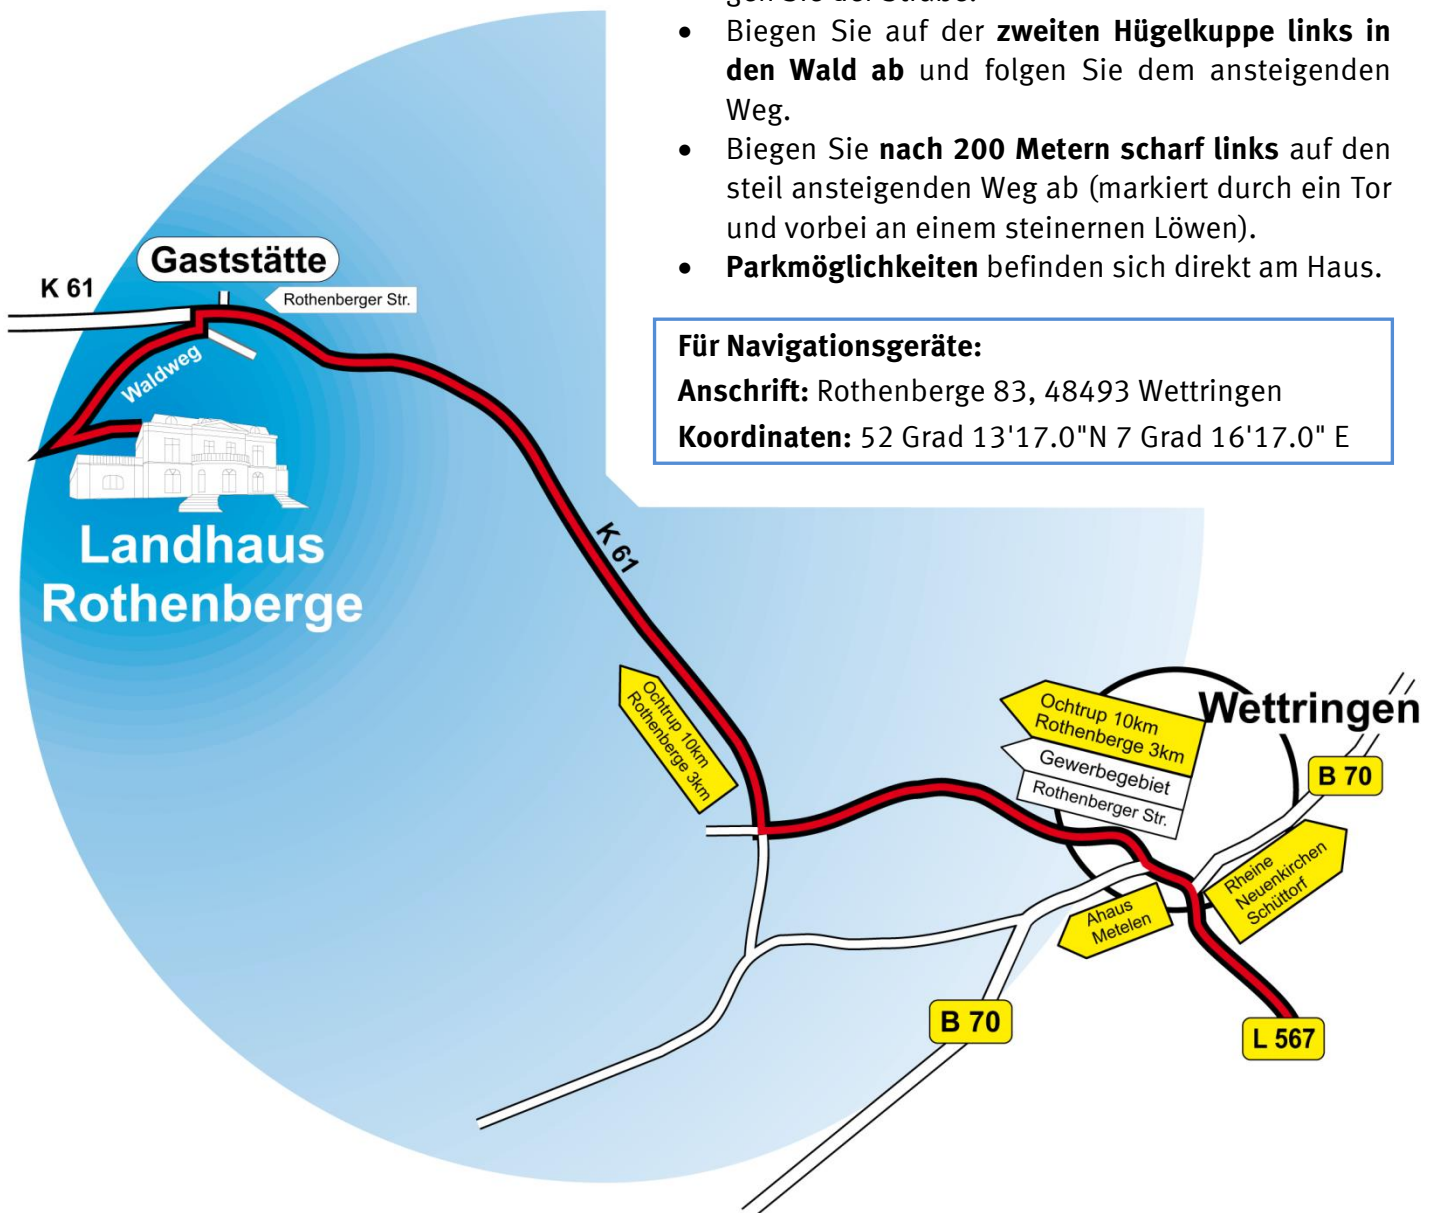 gen Sie der Straße.
• Biegen Sie auf der zweiten Hügelkuppe links in
den Wald ab und folgen Sie dem ansteigenden
Weg.
• Biegen Sie nach 200 Metern scharf links auf den
steil ansteigenden Weg ab (markiert durch ein Tor
und vorbei an einem steinernen Löwen).
• Parkmöglichkeiten befinden sich direkt am Haus.
Für Navigationsgeräte:
Anschrift: Rothenberge 83, 48493 Wettringen
Koordinaten: 52 Grad 13'17.0"N 7 Grad 16'17.0" E
Gaststätte
K 61
Rothenberger Str.
Waldweg
Landhaus
Rothenberge
K 61
Ochtrup 10km
Rothenberge 3km
Ochtrup 10km
Rothenberge 3km
Gewerbegebiet
Rothenberger Str.
Wettringen
B 70
Rheine
Neuenkirchen
Schüttorf
Ahaus
Metelen
B 70
L 567